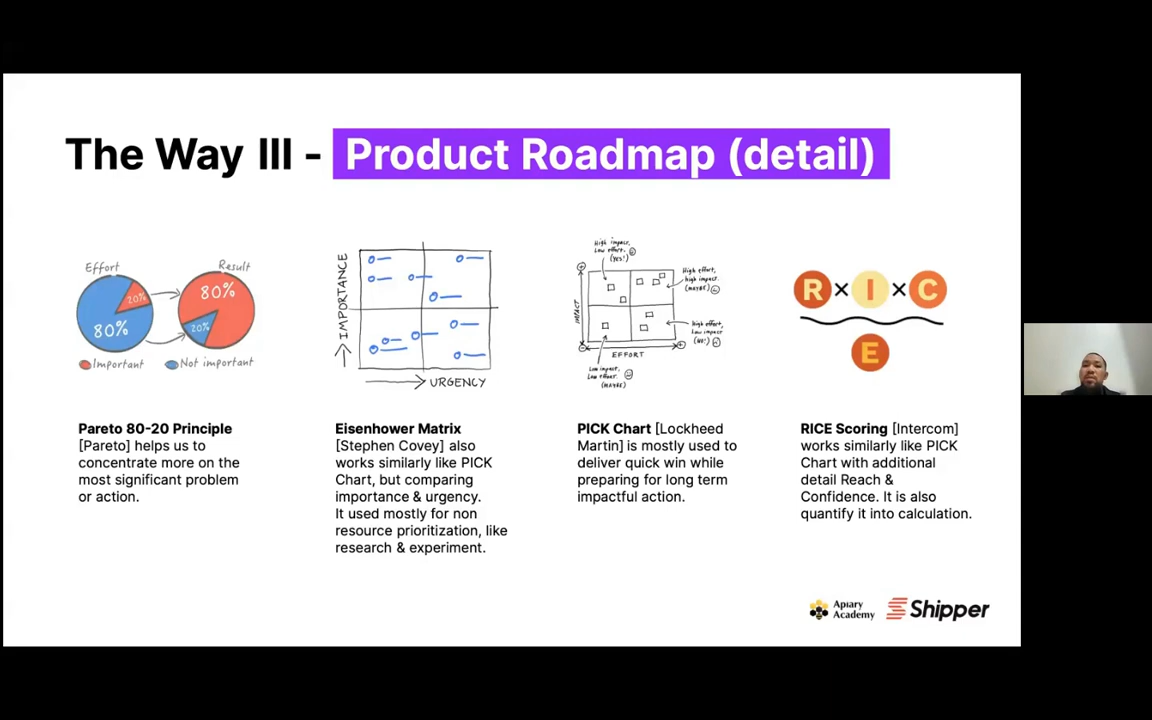 The Way III - Product Roadmap (detail)
Effort
Result
20%
80%
80%
20%
Important
Not important
IMPORTANCE
URGENCY
High impact,
Low effort.
(YES!)
High effort,
high impact.
(MAYBE)
IMPACT
High effort,
Low impact
(NO!)
EFFORT
Low impact,
Low effort.
(MAYBE)
R × I × C
E
Pareto 80-20 Principle
[Pareto] helps us to
concentrate more on the
most significant problem
or action.
Eisenhower Matrix
[Stephen Covey] also
works similarly like PICK
Chart, but comparing
importance & urgency.
It used mostly for non
resource prioritization, like
research & experiment.
PICK Chart [Lockheed
Martin] is mostly used to
deliver quick win while
preparing for long term
impactful action.
RICE Scoring [Intercom]
works similarly like PICK
Chart with additional
detail Reach &
Confidence. It is also
quantify it into calculation.
Apiary
Academy
Shipper